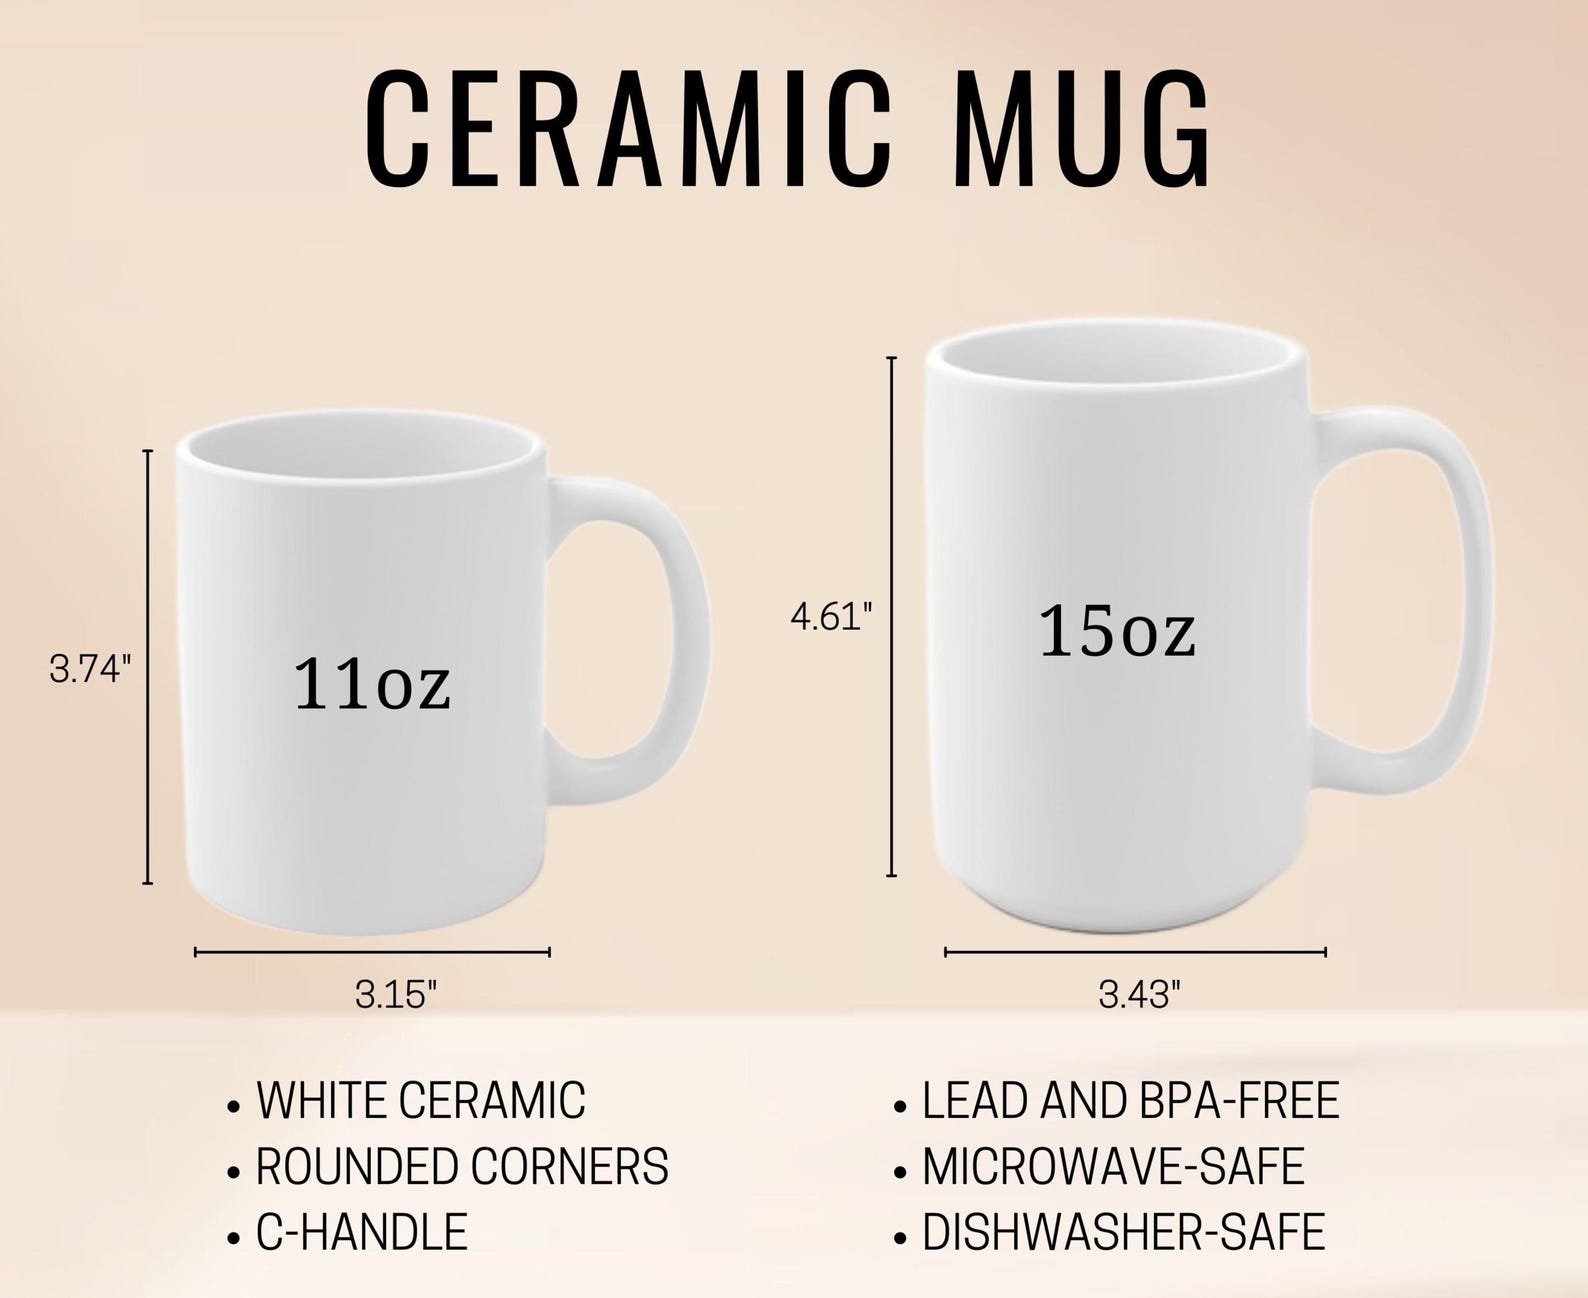 CERAMIC MUG
3.74"
11oz
3.15"
4.61"
15oz
3.43"
• WHITE CERAMIC
• ROUNDED CORNERS
• C-HANDLE
• LEAD AND BPA-FREE
• MICROWAVE-SAFE
• DISHWASHER-SAFE